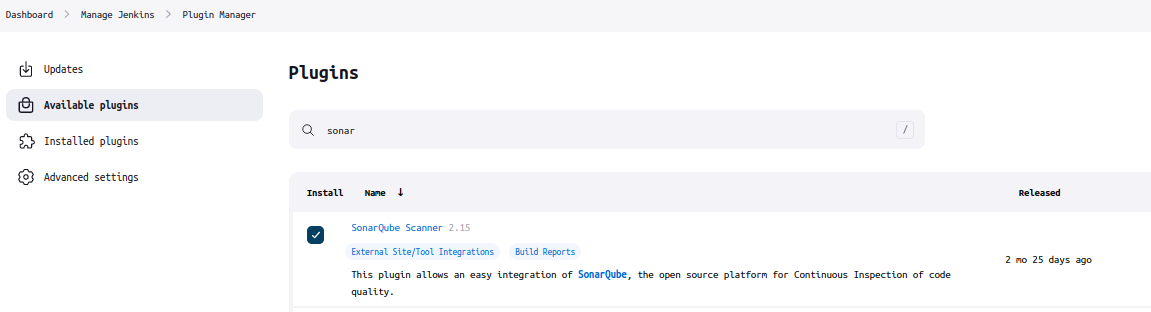 Dashboard > Manage Jenkins > Plugin Manager
Updates
Available plugins
Installed plugins
Advanced settings
Plugins
sonar /
Install Name ↓ Released
SonarQube Scanner 2.15
External Site/Tool Integrations Build Reports
This plugin allows an easy integration of SonarQube, the open source platform for Continuous Inspection of code
quality.
2 mo 25 days ago